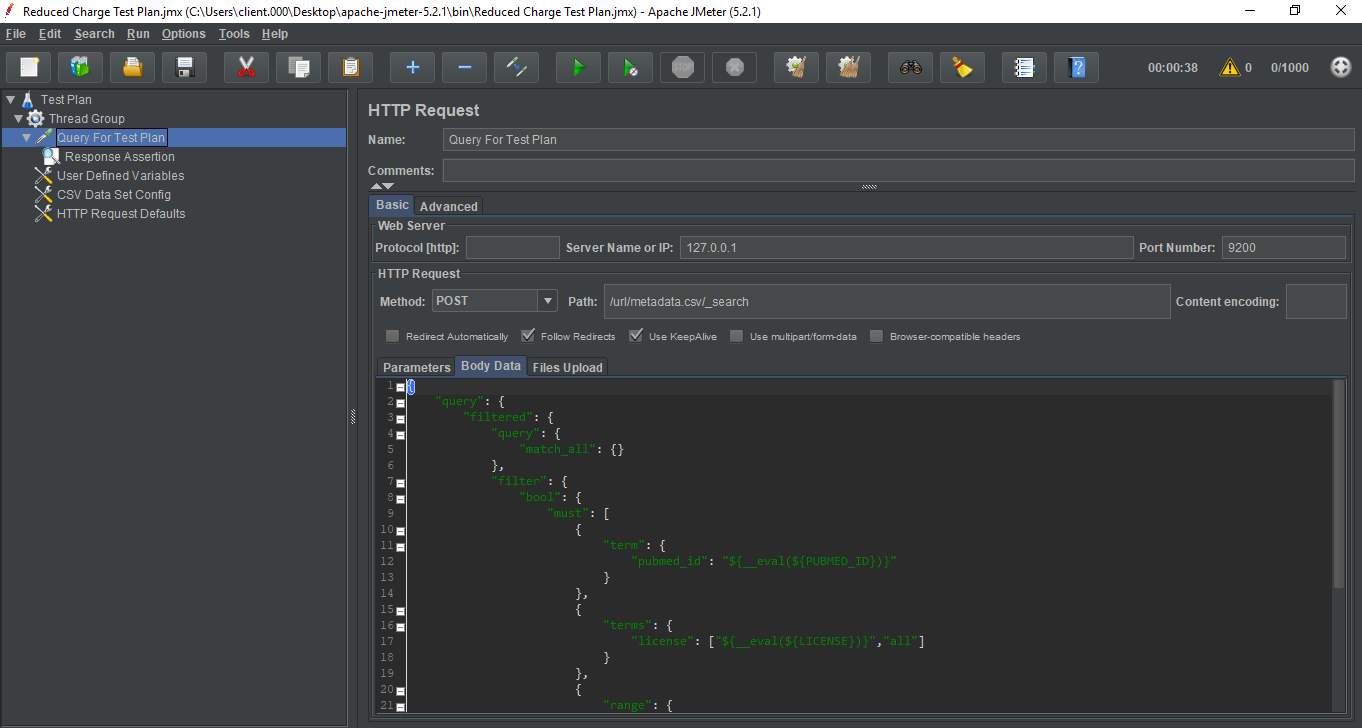 Reduced Charge Test Plan.jmx (C:\Users\client.000\Desktop\apache-jmeter-5.2.1\bin\Reduced Charge Test Plan.jmx) - Apache JMeter (5.2.1)
File Edit Search Run Options Tools Help
STOP 00:00:38 0 0/1000
Test Plan
Thread Group
Query For Test Plan
Response Assertion
User Defined Variables
CSV Data Set Config
HTTP Request Defaults
HTTP Request
Name: Query For Test Plan
Comments:
Basic Advanced
Web Server
Protocol [http]: Server Name or IP: 127.0.0.1 Port Number: 9200
HTTP Request
Method: POST Path: /url/metadata.csv/_search Content encoding:
Redirect Automatically Follow Redirects Use KeepAlive Use multipart/form-data Browser-compatible headers
Parameters Body Data Files Upload
1 {
2 "query": {
3 "filtered": {
4 "query": {
5 "match_all": {}
6 },
7 "filter": {
8 "bool": {
9 "must": [
10 {
11 "term": {
12 "pubmed_id": "${__eval(${PUBMED_ID})}"
13 }
14 },
15 {
16 "terms": {
17 "license": ["${__eval(${LICENSE})}","all"]
18 }
19 },
20 {
21 "range": {